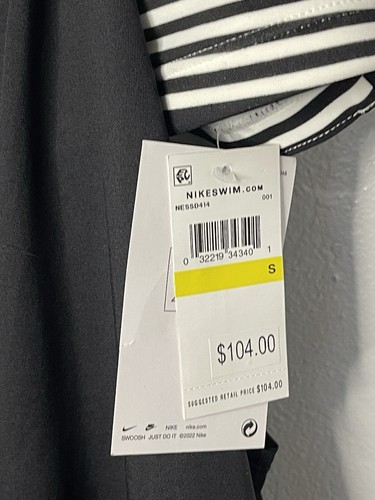 NIKESWIM.COM
NESSD414
001
0 32219 34340 1
S
$104.00
SUGGESTED RETAIL PRICE $104.00
NIKE nike.com
SWOOSH JUST DO IT ©2022 Nike